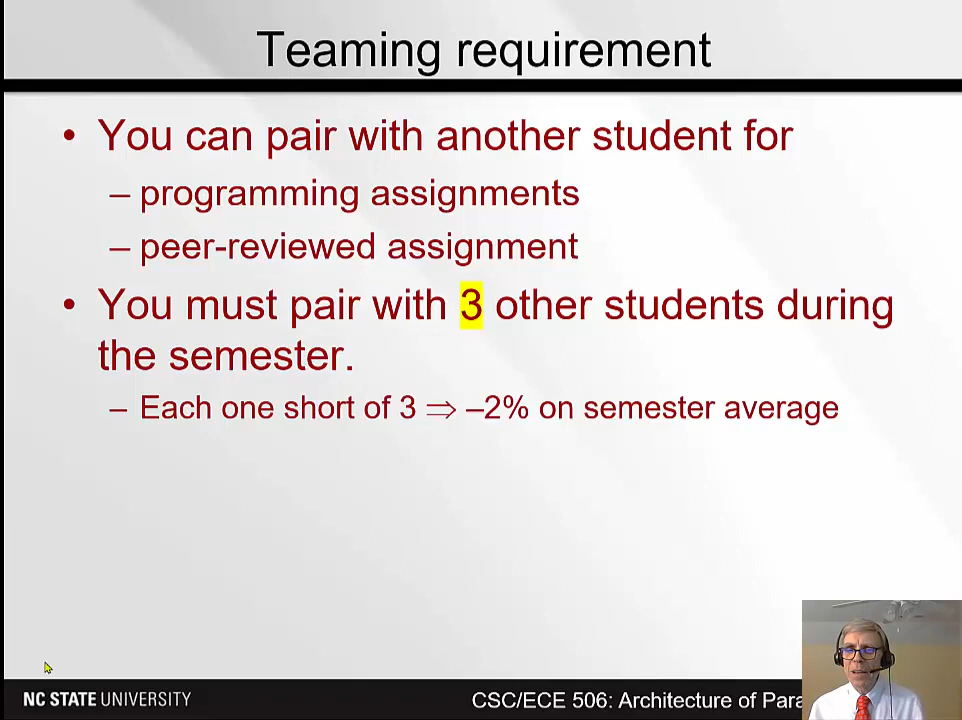 Teaming requirement
• You can pair with another student for
– programming assignments
– peer-reviewed assignment
• You must pair with 3 other students during
the semester.
– Each one short of 3 ⇒ –2% on semester average
NC STATE UNIVERSITY
CSC/ECE 506: Architecture of